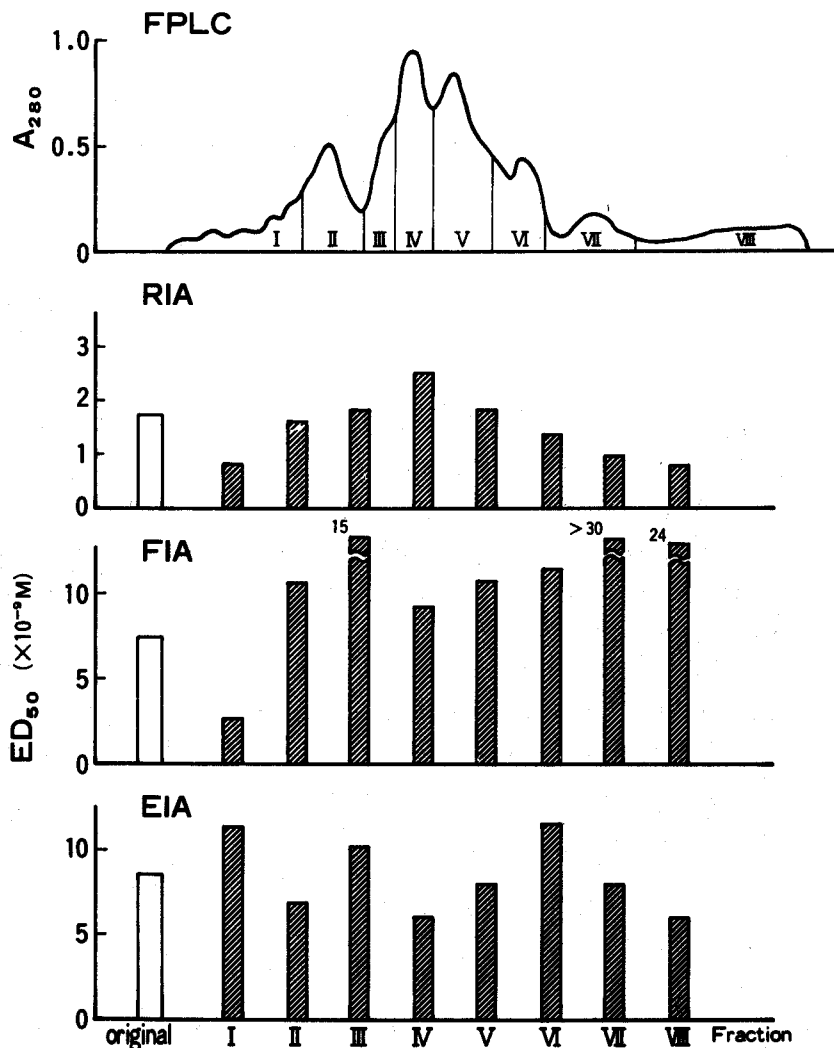 FPLC
1.0
0.5
0
A280
I II III IV V VI VII VIII
RIA
3
2
1
0
15 >30 24
FIA
10
5
0
ED50 (×10⁻⁹M)
EIA
10
5
0
original I II III IV V VI VII VIII Fraction